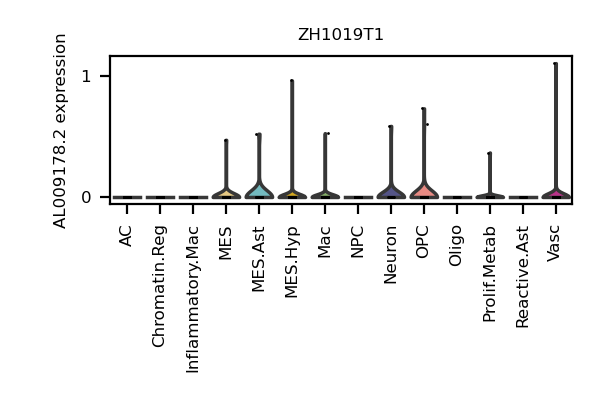 ZH1019T1
AL009178.2 expression
1
0
AC
Chromatin.Reg
Inflammatory.Mac
MES
MES.Ast
MES.Hyp
Mac
NPC
Neuron
OPC
Oligo
Prolif.Metab
Reactive.Ast
Vasc